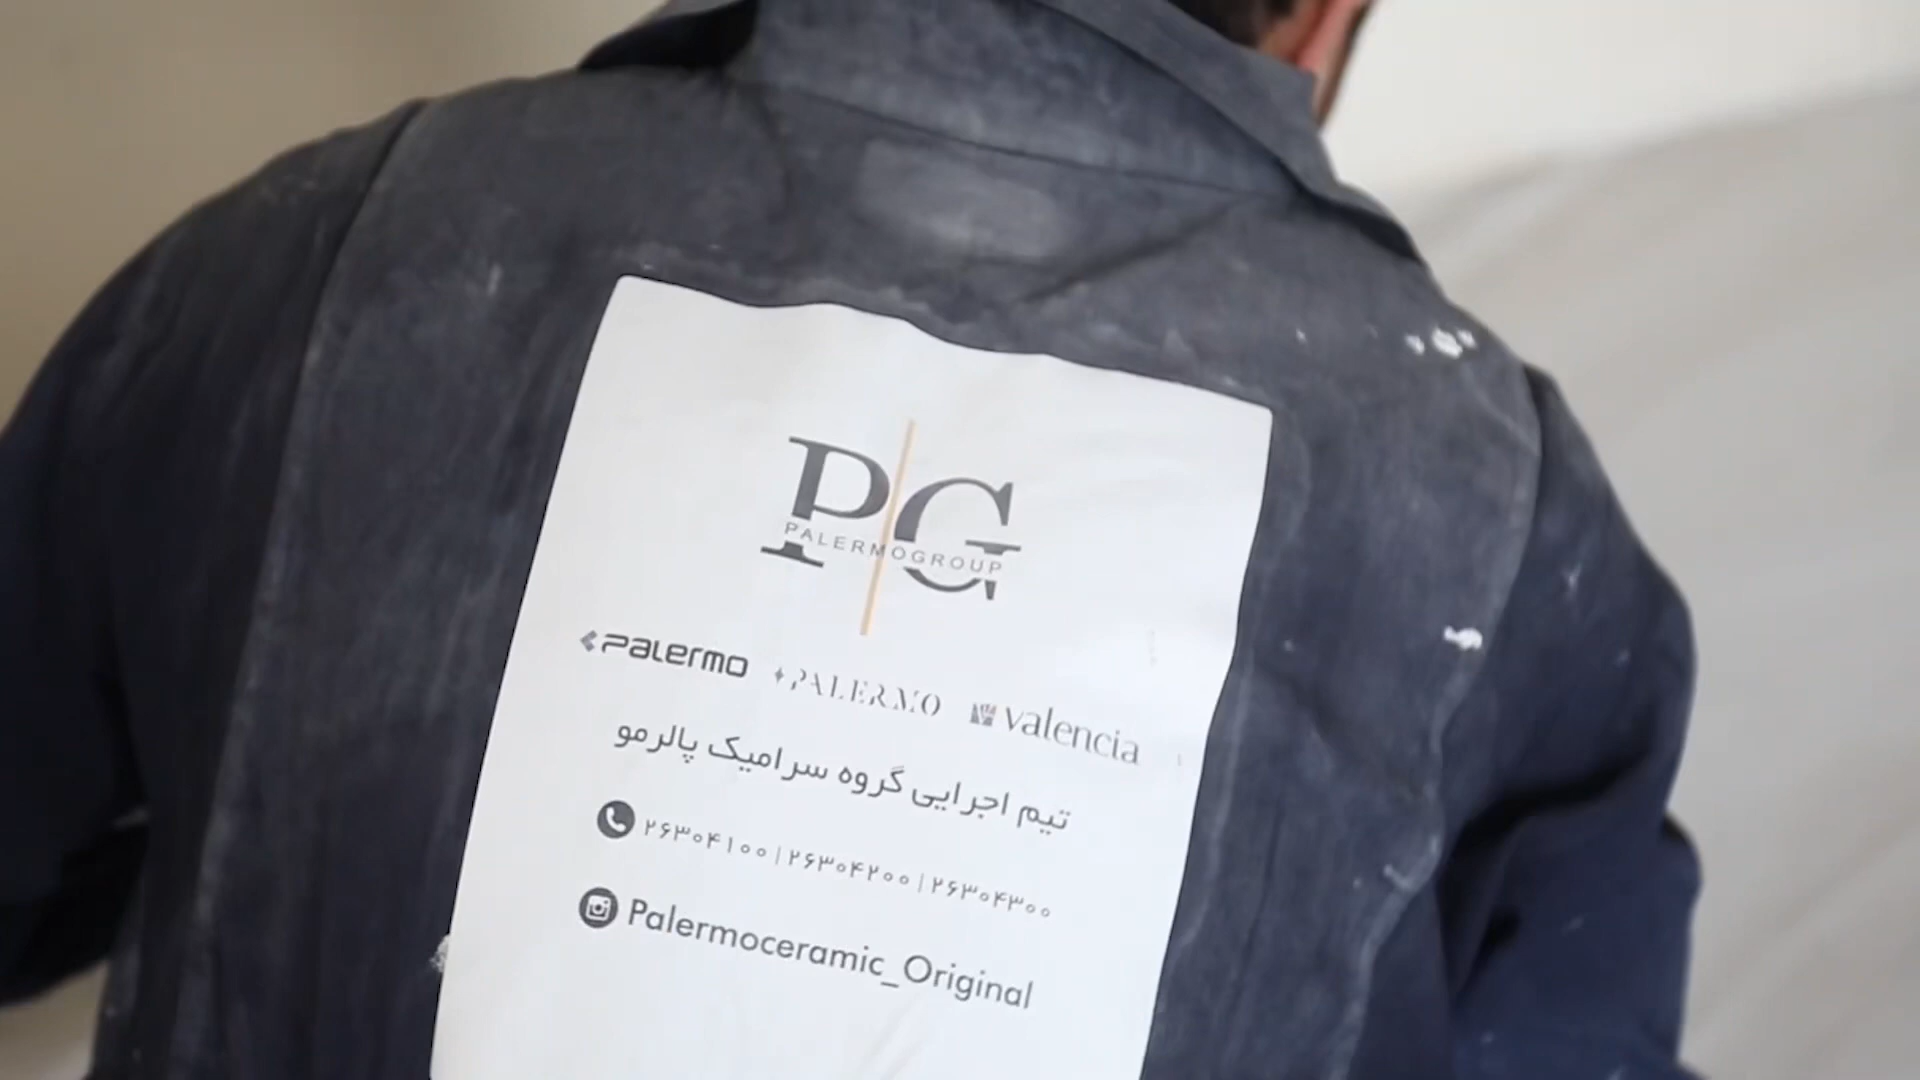 PG
PALERMOGROUP
Palermo PALERMO valencia
تیم اجرایی گروه سرامیک پالرمو
۲۶۳۰۴۱۰۰ | ۲۶۳۰۴۲۰۰ | ۲۶۳۰۴۳۰۰
Palermoceramic_Original